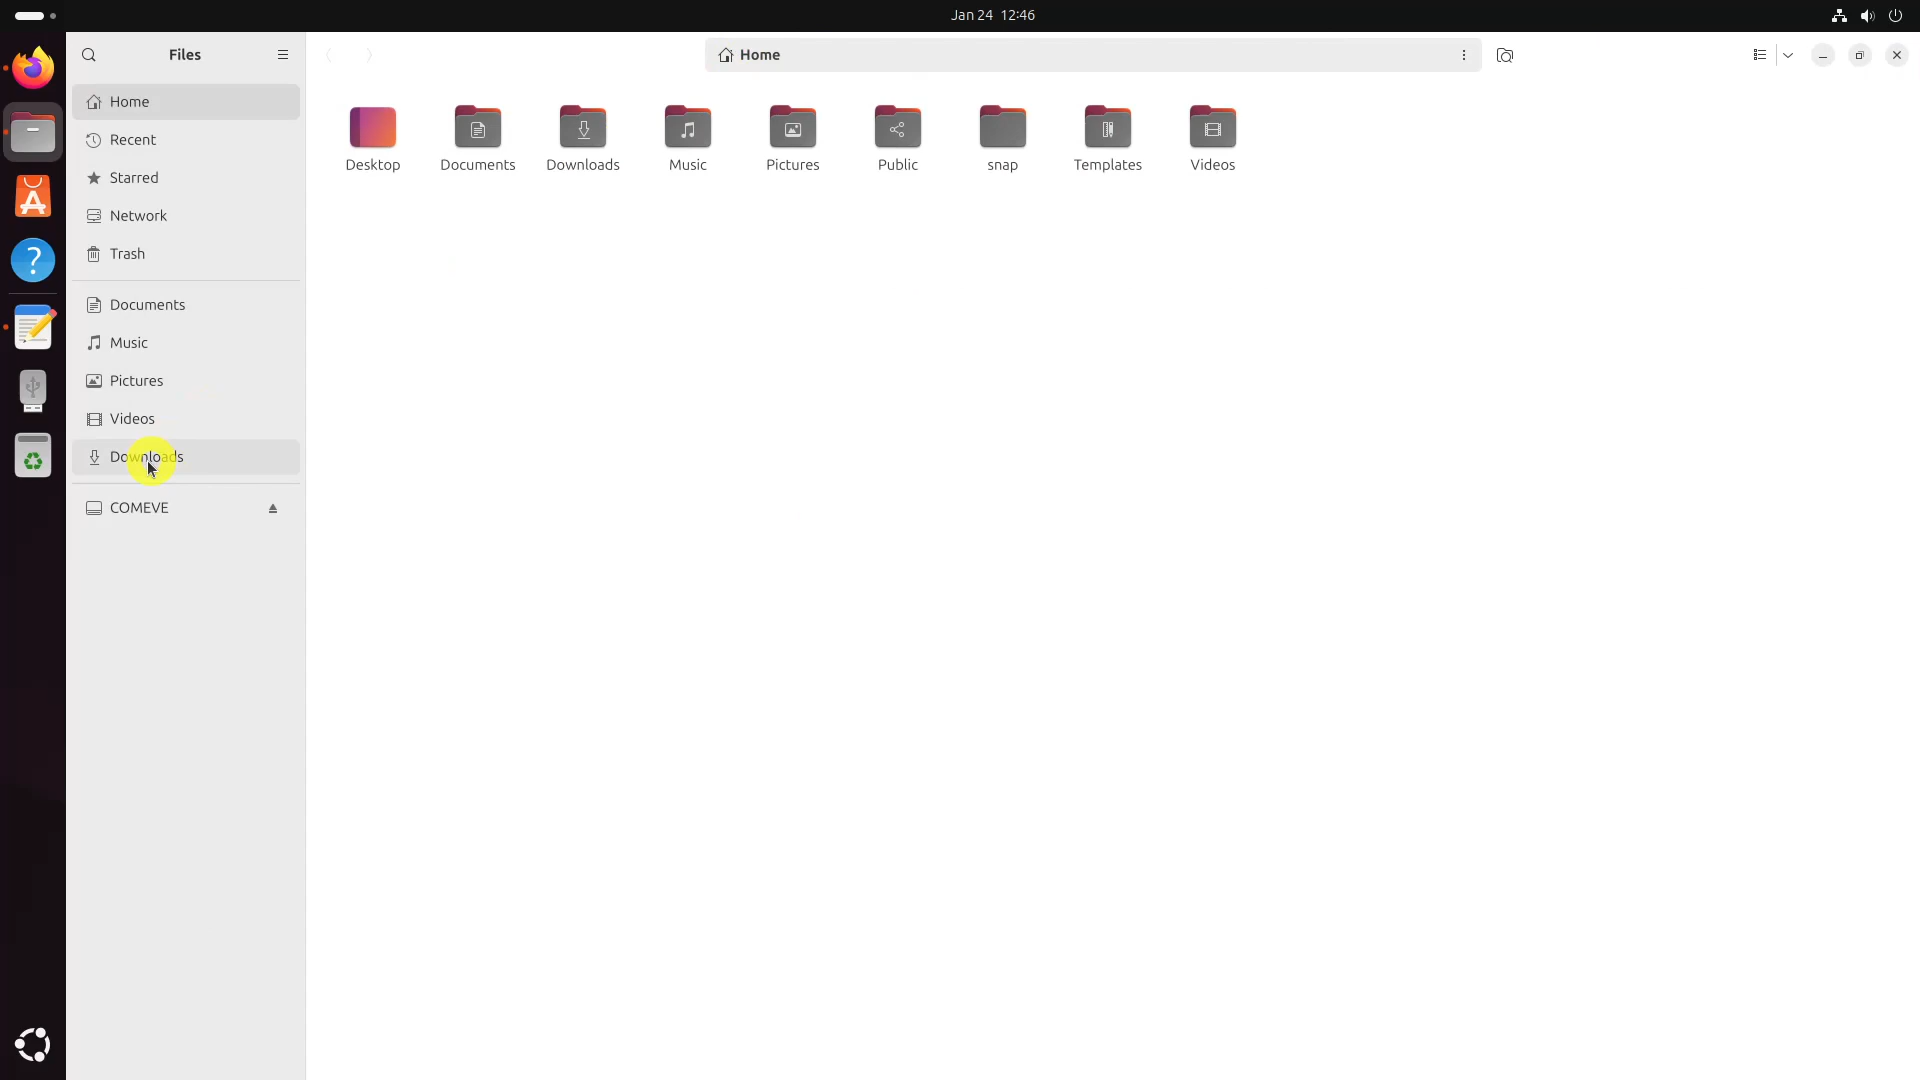 Jan 24 12:46
Files
Home
Home
Recent
Starred
Network
Trash
Documents
Music
Pictures
Videos
Downloads
COMEVE
Desktop
Documents
Downloads
Music
Pictures
Public
snap
Templates
Videos